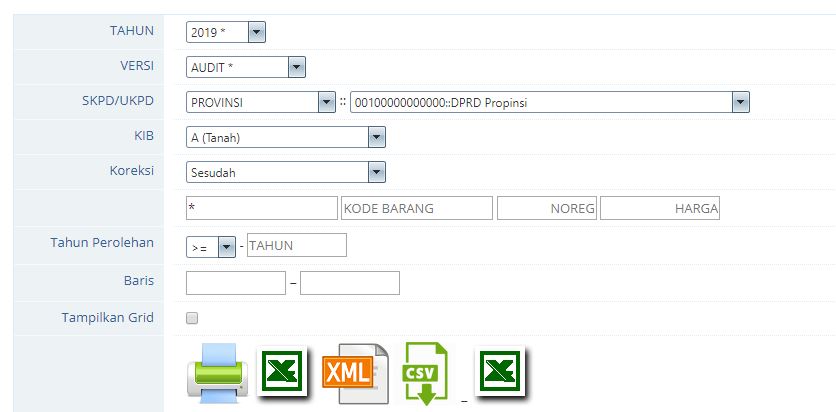 TAHUN 2019 *
VERSI AUDIT *
SKPD/UKPD PROVINSI :: 00100000000000::DPRD Propinsi
KIB A (Tanah)
Koreksi Sesudah
* KODE BARANG NOREG HARGA
Tahun Perolehan >= - TAHUN
Baris –
Tampilkan Grid
XML CSV –